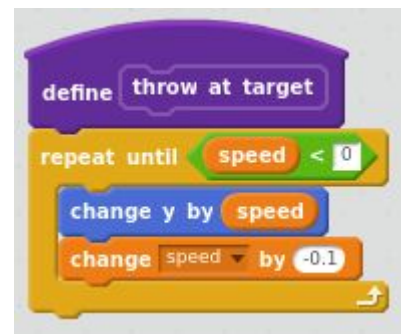 define throw at target
repeat until speed < 0
change y by speed
change speed by -0.1